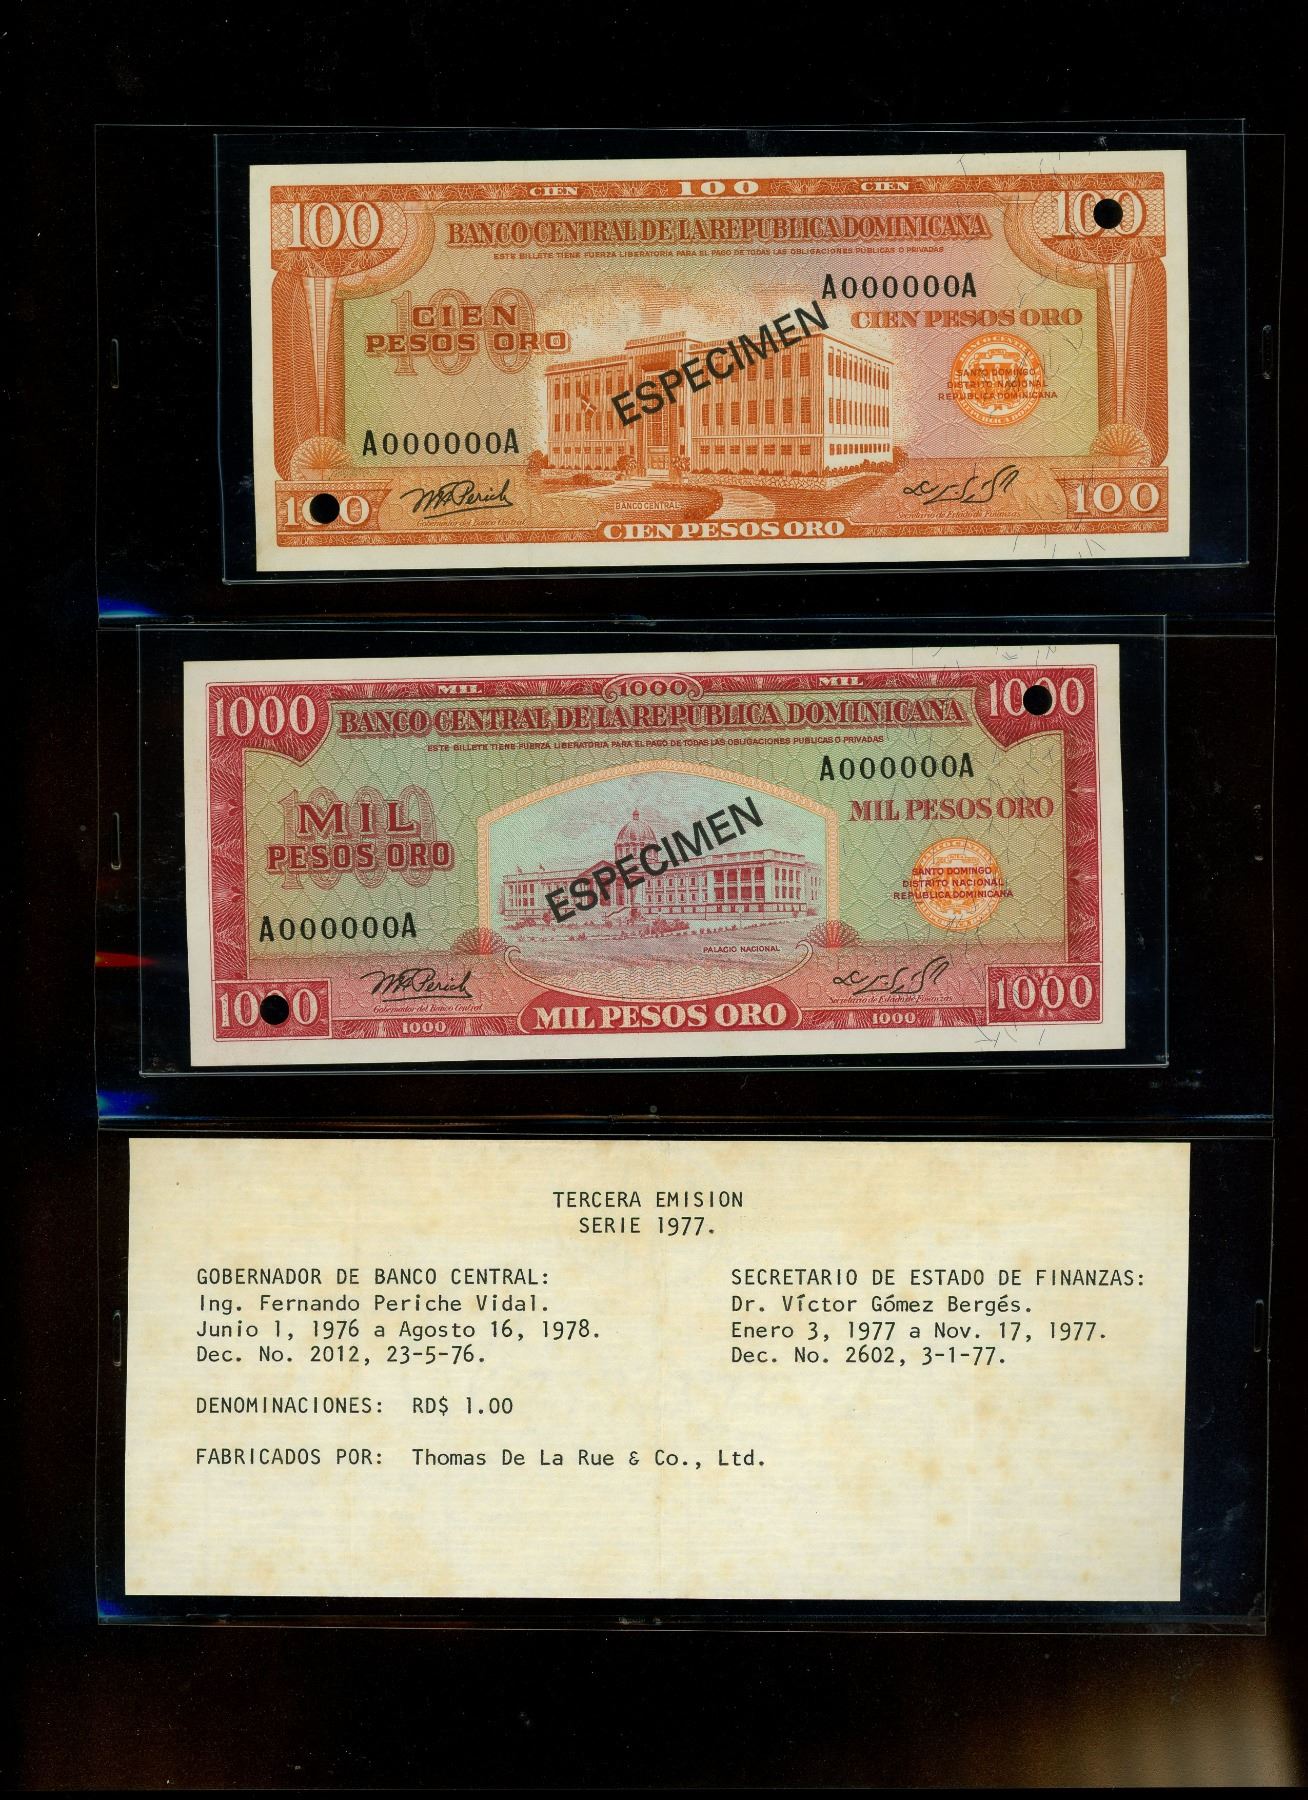 CIEN 100 CIEN
100 100
BANCO CENTRAL DE LA REPUBLICA DOMINICANA
ESTE BILLETE TIENE FUERZA LIBERATORIA PARA EL PAGO DE TODAS LAS OBLIGACIONES PUBLICAS O PRIVADAS
A000000A
100
CIEN
PESOS ORO
CIEN PESOS ORO
ESPECIMEN
SANTO DOMINGO
DISTRITO NACIONAL
REPUBLICA DOMINICANA
A000000A
100 100
Gobernador del Banco Central
BANCO CENTRAL
Secretario de Estado de Finanzas
CIEN PESOS ORO
MIL 1000 MIL
1000 1000
BANCO CENTRAL DE LA REPUBLICA DOMINICANA
ESTE BILLETE TIENE FUERZA LIBERATORIA PARA EL PAGO DE TODAS LAS OBLIGACIONES PUBLICAS O PRIVADAS
A000000A
1000
MIL
PESOS ORO
MIL PESOS ORO
ESPECIMEN
SANTO DOMINGO
DISTRITO NACIONAL
REPUBLICA DOMINICANA
A000000A
PALACIO NACIONAL
1000 1000
Gobernador del Banco Central
Secretario de Estado de Finanzas
1000 MIL PESOS ORO 1000
TERCERA EMISION
SERIE 1977.
GOBERNADOR DE BANCO CENTRAL:
Ing. Fernando Periche Vidal.
Junio 1, 1976 a Agosto 16, 1978.
Dec. No. 2012, 23-5-76.
SECRETARIO DE ESTADO DE FINANZAS:
Dr. Víctor Gómez Bergés.
Enero 3, 1977 a Nov. 17, 1977.
Dec. No. 2602, 3-1-77.
DENOMINACIONES: RD$ 1.00
FABRICADOS POR: Thomas De La Rue & Co., Ltd.